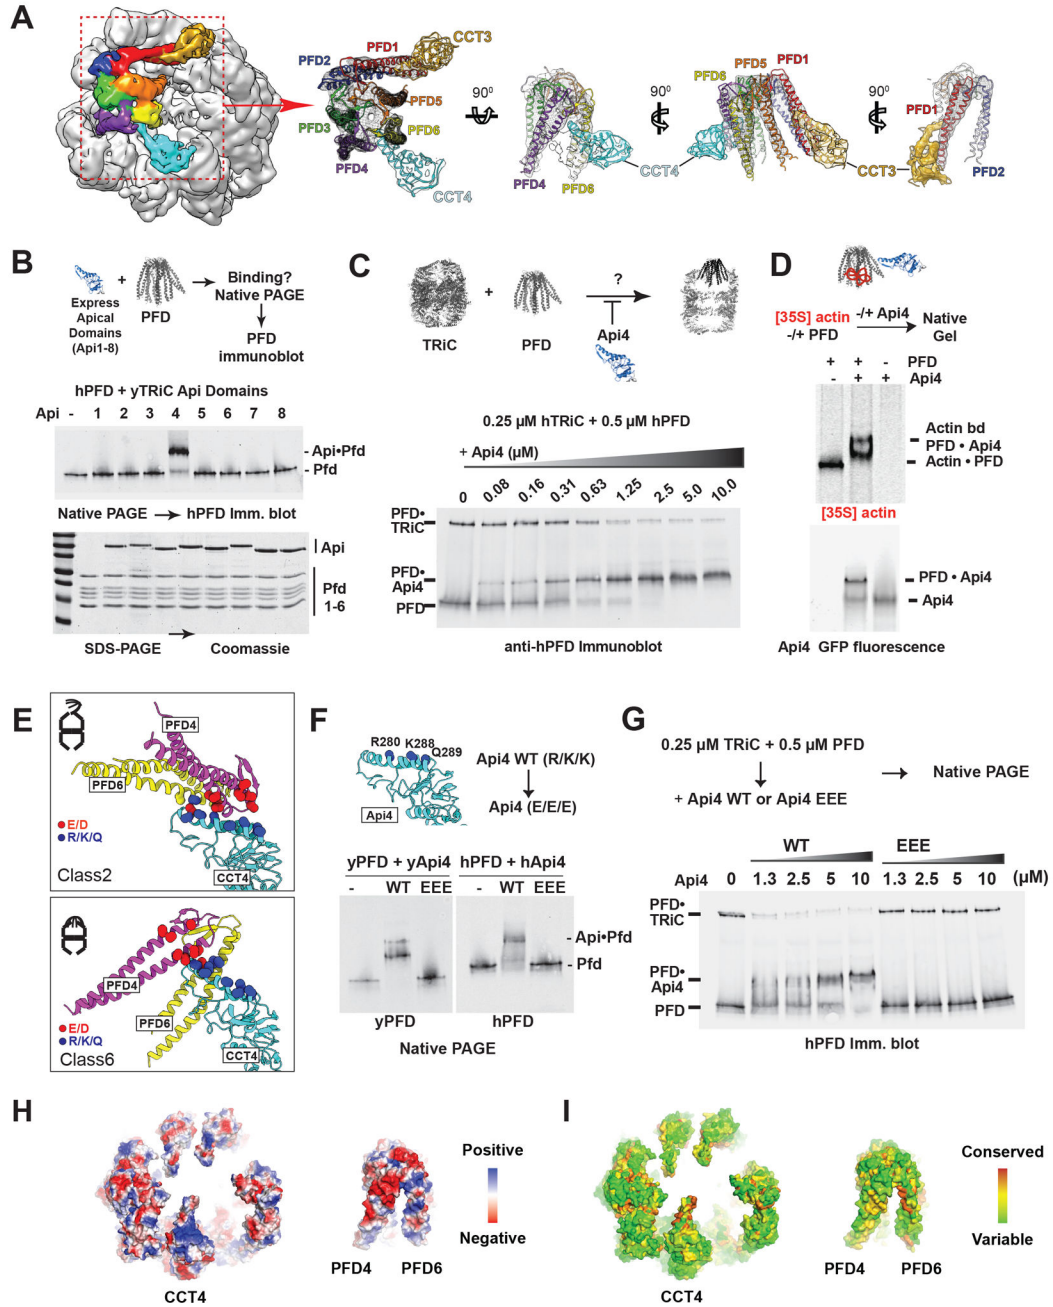 A
PFD1
CCT3
PFD2
PFD5
PFD3
PFD6
PFD4
CCT4
90⁰
PFD4
PFD6
CCT4
90⁰
PFD5
PFD1
PFD6
CCT3
90⁰
PFD1
PFD2
B
+
Express
Apical
Domains
(Api1-8)
PFD
Binding?
Native PAGE
PFD
immunoblot
hPFD + yTRiC Api Domains
Api - 1 2 3 4 5 6 7 8
- Api•Pfd
- Pfd
Native PAGE → hPFD Imm. blot
Api
Pfd
1-6
SDS-PAGE → Coomassie
C
+
?
TRiC
PFD
Api4
0.25 µM hTRiC + 0.5 µM hPFD
+ Api4 (µM)
0 0.08 0.16 0.31 0.63 1.25 2.5 5.0 10.0
PFD•
TRiC
PFD•
Api4
PFD
anti-hPFD Immunoblot
D
[35S] actin
-/+ PFD
-/+ Api4
Native
Gel
+ + - PFD
- + + Api4
Actin bd
PFD • Api4
Actin • PFD
[35S] actin
PFD • Api4
Api4
Api4 GFP fluorescence
E
PFD4
PFD6
E/D
R/K/Q
CCT4
Class2
PFD4
PFD6
E/D
R/K/Q
CCT4
Class6
F
R280
K288
Q289
Api4
Api4 WT (R/K/K)
Api4 (E/E/E)
yPFD + yApi4
hPFD + hApi4
- WT EEE - WT EEE
- Api•Pfd
- Pfd
yPFD
hPFD
Native PAGE
G
0.25 µM TRiC + 0.5 µM PFD
+ Api4 WT or Api4 EEE
Native PAGE
WT
EEE
Api4 0 1.3 2.5 5 10 1.3 2.5 5 10 (µM)
PFD•
TRiC
PFD•
Api4
PFD
hPFD Imm. blot
H
Positive
Negative
PFD4
PFD6
CCT4
I
Conserved
Variable
PFD4
PFD6
CCT4